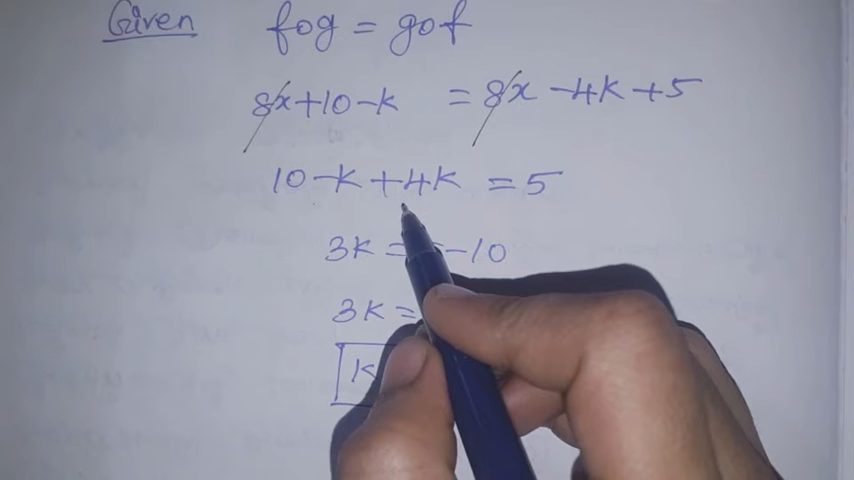 Given fog = gof
8x+10-k = 8x -4k +5
10-k+4k = 5
3k = -10
3k =
k